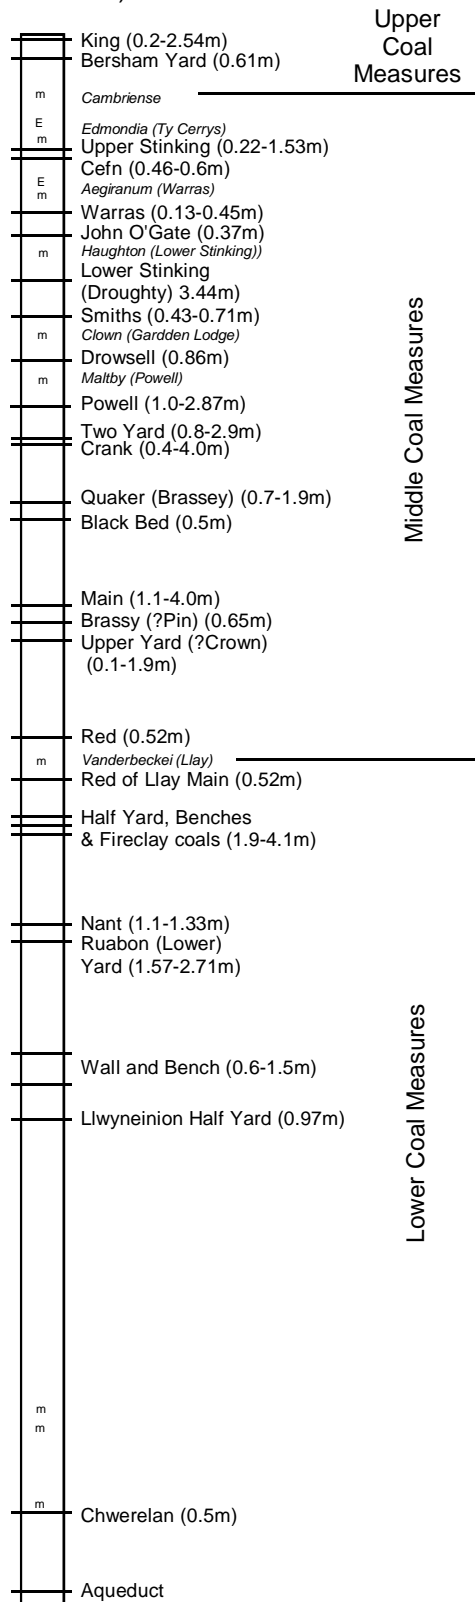 )
Upper
Coal
Measures
King (0.2-2.54m)
Bersham Yard (0.61m)
m
Cambriense
E
Edmondia (Ty Cerrys)
m
Upper Stinking (0.22-1.53m)
Cefn (0.46-0.6m)
E
m
Aegiranum (Warras)
Warras (0.13-0.45m)
John O'Gate (0.37m)
m
Haughton (Lower Stinking))
Lower Stinking
(Droughty) 3.44m)
Smiths (0.43-0.71m)
m
Clown (Gardden Lodge)
Drowsell (0.86m)
m
Maltby (Powell)
Powell (1.0-2.87m)
Two Yard (0.8-2.9m)
Crank (0.4-4.0m)
Middle Coal Measures
Quaker (Brassey) (0.7-1.9m)
Black Bed (0.5m)
Main (1.1-4.0m)
Brassy (?Pin) (0.65m)
Upper Yard (?Crown)
(0.1-1.9m)
Red (0.52m)
m
Vanderbeckei (Llay)
Red of Llay Main (0.52m)
Half Yard, Benches
& Fireclay coals (1.9-4.1m)
Nant (1.1-1.33m)
Ruabon (Lower)
Yard (1.57-2.71m)
Wall and Bench (0.6-1.5m)
Llwyneinion Half Yard (0.97m)
Lower Coal Measures
m
m
m
Chwerelan (0.5m)
Aqueduct